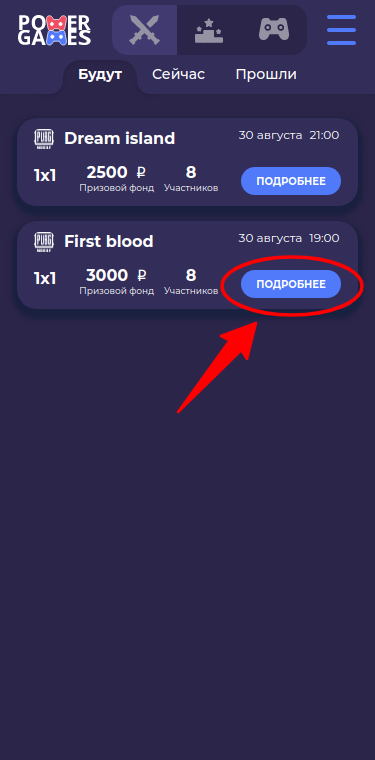 POWER
GAMES
Будут Сейчас Прошли
PUBG
MOBILE
Dream island
30 августа 21:00
1x1
2500 ₽
Призовой фонд
8
Участников
ПОДРОБНЕЕ
PUBG
MOBILE
First blood
30 августа 19:00
1x1
3000 ₽
Призовой фонд
8
Участников
ПОДРОБНЕЕ